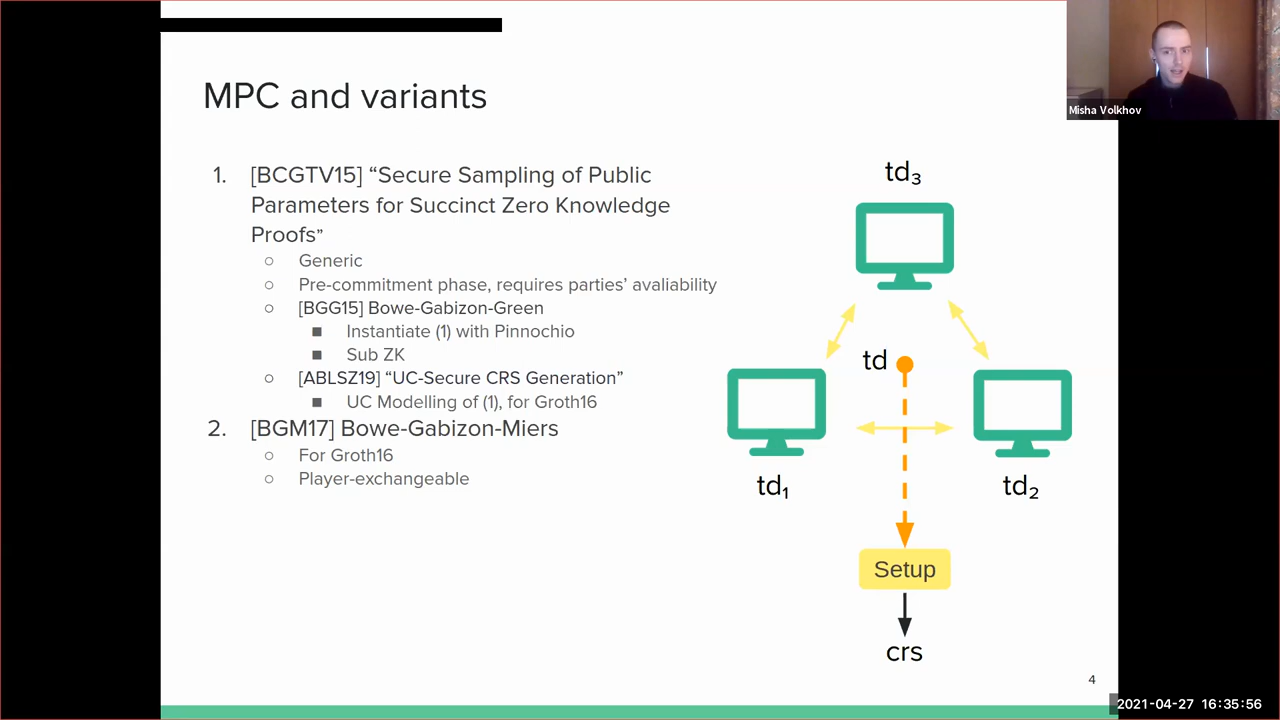 MPC and variants
1. [BCGTV15] “Secure Sampling of Public
Parameters for Succinct Zero Knowledge
Proofs”
○ Generic
○ Pre-commitment phase, requires parties’ avaliability
○ [BGG15] Bowe-Gabizon-Green
■ Instantiate (1) with Pinnochio
■ Sub ZK
○ [ABLSZ19] “UC-Secure CRS Generation”
■ UC Modelling of (1), for Groth16
2. [BGM17] Bowe-Gabizon-Miers
○ For Groth16
○ Player-exchangeable
td₃
td
td₁
td₂
Setup
crs
4
Misha Volkhov
2021-04-27 16:35:56